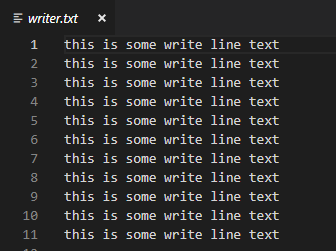 writer.txt ×
1 this is some write line text
2 this is some write line text
3 this is some write line text
4 this is some write line text
5 this is some write line text
6 this is some write line text
7 this is some write line text
8 this is some write line text
9 this is some write line text
10 this is some write line text
11 this is some write line text